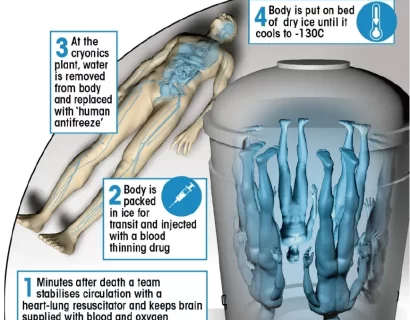 4 Body is put on bed
of dry ice until it
cools to -130C
3 At the
cryonics
plant, water
is removed
from body
and replaced
with 'human
antifreeze'
2 Body is
packed
in ice for
transit and injected
with a blood
thinning drug
1 Minutes after death a team
stabilises circulation with a
heart-lung resuscitator and keeps brain
supplied with blood and oxygen